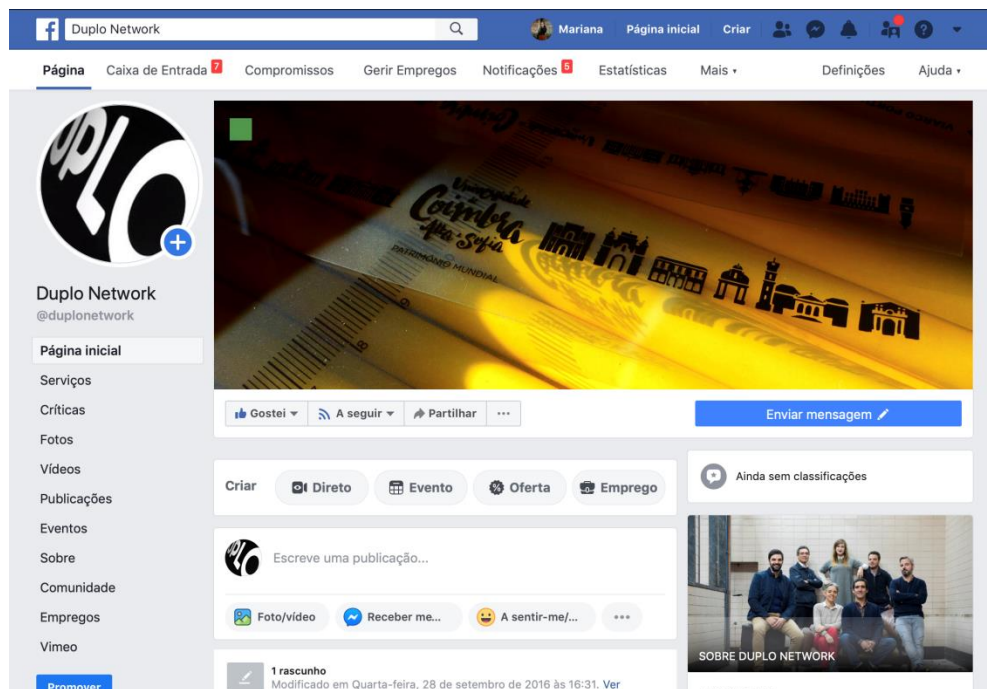 Duplo Network
Mariana
Página inicial
Criar
Página
Caixa de Entrada 7
Compromissos
Gerir Empregos
Notificações 5
Estatísticas
Mais
Definições
Ajuda
UPLO
Universidade
de
Coimbra
Alta e Sofia
PATRIMÓNIO MUNDIAL
Duplo Network
@duplonetwork
Página inicial
Serviços
Críticas
Fotos
Vídeos
Publicações
Eventos
Sobre
Comunidade
Empregos
Vimeo
Promover
Gostei
A seguir
Partilhar
Enviar mensagem
Criar
Direto
Evento
Oferta
Emprego
Escreve uma publicação...
Foto/vídeo
Receber me...
A sentir-me/...
1 rascunho
Modificado em Quarta-feira, 28 de setembro de 2016 às 16:31. Ver
Ainda sem classificações
SOBRE DUPLO NETWORK